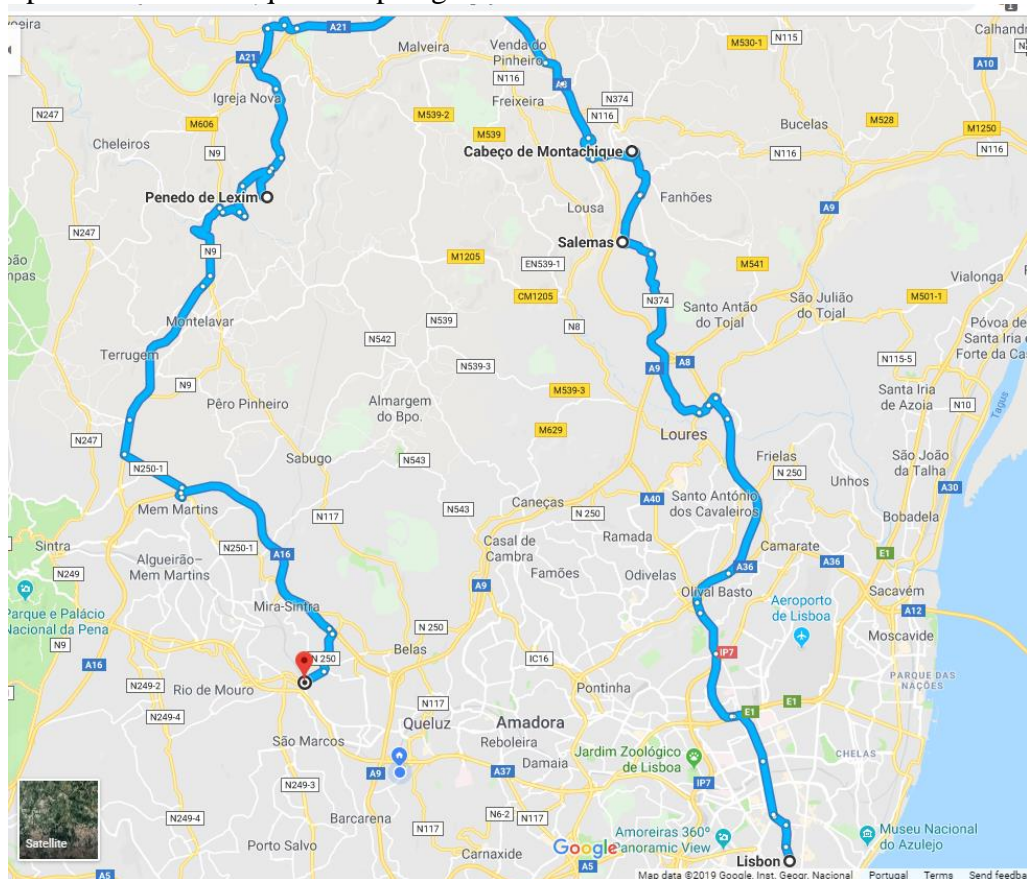 A21
Calhandr
eira
Malveira
Venda do
Pinheiro
M530-1
N115
A21
A10
N116
A8
Igreja Nova
Freixeira
N374
N247
M539-2
N116
Bucelas
M528
M606
M539
M1250
Cheleiros
N9
Cabeço de Montachique
N116
N116
Penedo de Lexim
Fanhões
Lousa
A9
N247
Salemas
N9
M1205
EN539-1
M541
ão
mpas
Vialonga
CM1205
N374
M501-1
Santo Antão
do Tojal
São Julião
do Tojal
Montelavar
N539
N8
Póvoa de
Santa Iria e
Forte da Cas
N542
Terrugem
A9
A8
N539-3
N115-5
N9
M539-3
Santa Iria
de Azoia
N10
Tagus
Pêro Pinheiro
Almargem
do Bpo.
M629
Loures
N247
Sabugo
N543
Frielas
São João
da Talha
N250-1
N 250
Unhos
A30
Caneças
A40
Santo António
dos Cavaleiros
Mem Martins
N117
N543
N 250
Bobadela
Sintra
N250-1
Casal de
Cambra
Ramada
Camarate
E1
N249
Algueirão–
Mem Martins
A16
A9
Famões
Odivelas
A36
A36
Sacavém
Parque e Palácio
Nacional da Pena
Mira-Sintra
Olival Basto
Aeroporto
de Lisboa
A12
N9
N 250
Moscavide
A16
N 250
Belas
IC16
IP7
PARQUE DAS
NAÇÕES
N249-2
Rio de Mouro
Pontinha
N117
E1
E1
N249-4
Queluz
Amadora
São Marcos
Reboleira
Jardim Zoológico
de Lisboa
CHELAS
A9
A37
Damaia
IP7
N249-3
N249-4
Barcarena
N117
N6-2
N117
Satellite
Porto Salvo
Google
Amoreiras 360°
Panoramic View
Museu Nacional
do Azulejo
Carnaxide
Lisbon
A5
A5
Map data ©2019 Google, Inst. Geogr. Nacional Portugal Terms Send feedba